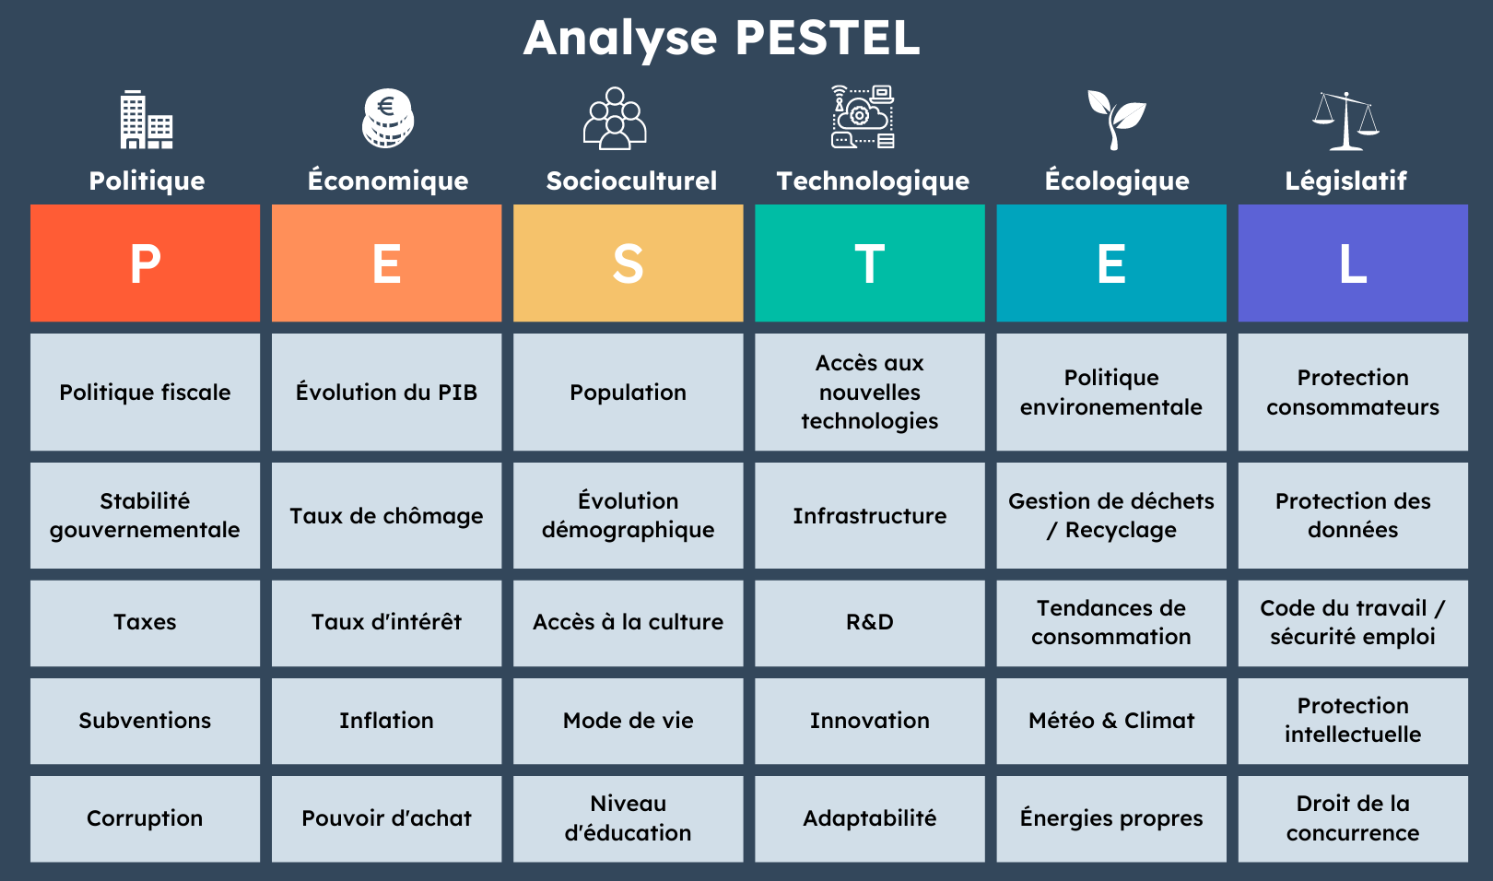 Analyse PESTEL
€
Politique
Économique
Socioculturel
Technologique
Écologique
Législatif
P
E
S
T
E
L
Politique fiscale
Évolution du PIB
Population
Accès aux
nouvelles
technologies
Politique
environementale
Protection
consommateurs
Stabilité
gouvernementale
Taux de chômage
Évolution
démographique
Infrastructure
Gestion de déchets
/ Recyclage
Protection des
données
Taxes
Taux d'intérêt
Accès à la culture
R&D
Tendances de
consommation
Code du travail /
sécurité emploi
Subventions
Inflation
Mode de vie
Innovation
Météo & Climat
Protection
intellectuelle
Corruption
Pouvoir d'achat
Niveau
d'éducation
Adaptabilité
Énergies propres
Droit de la
concurrence